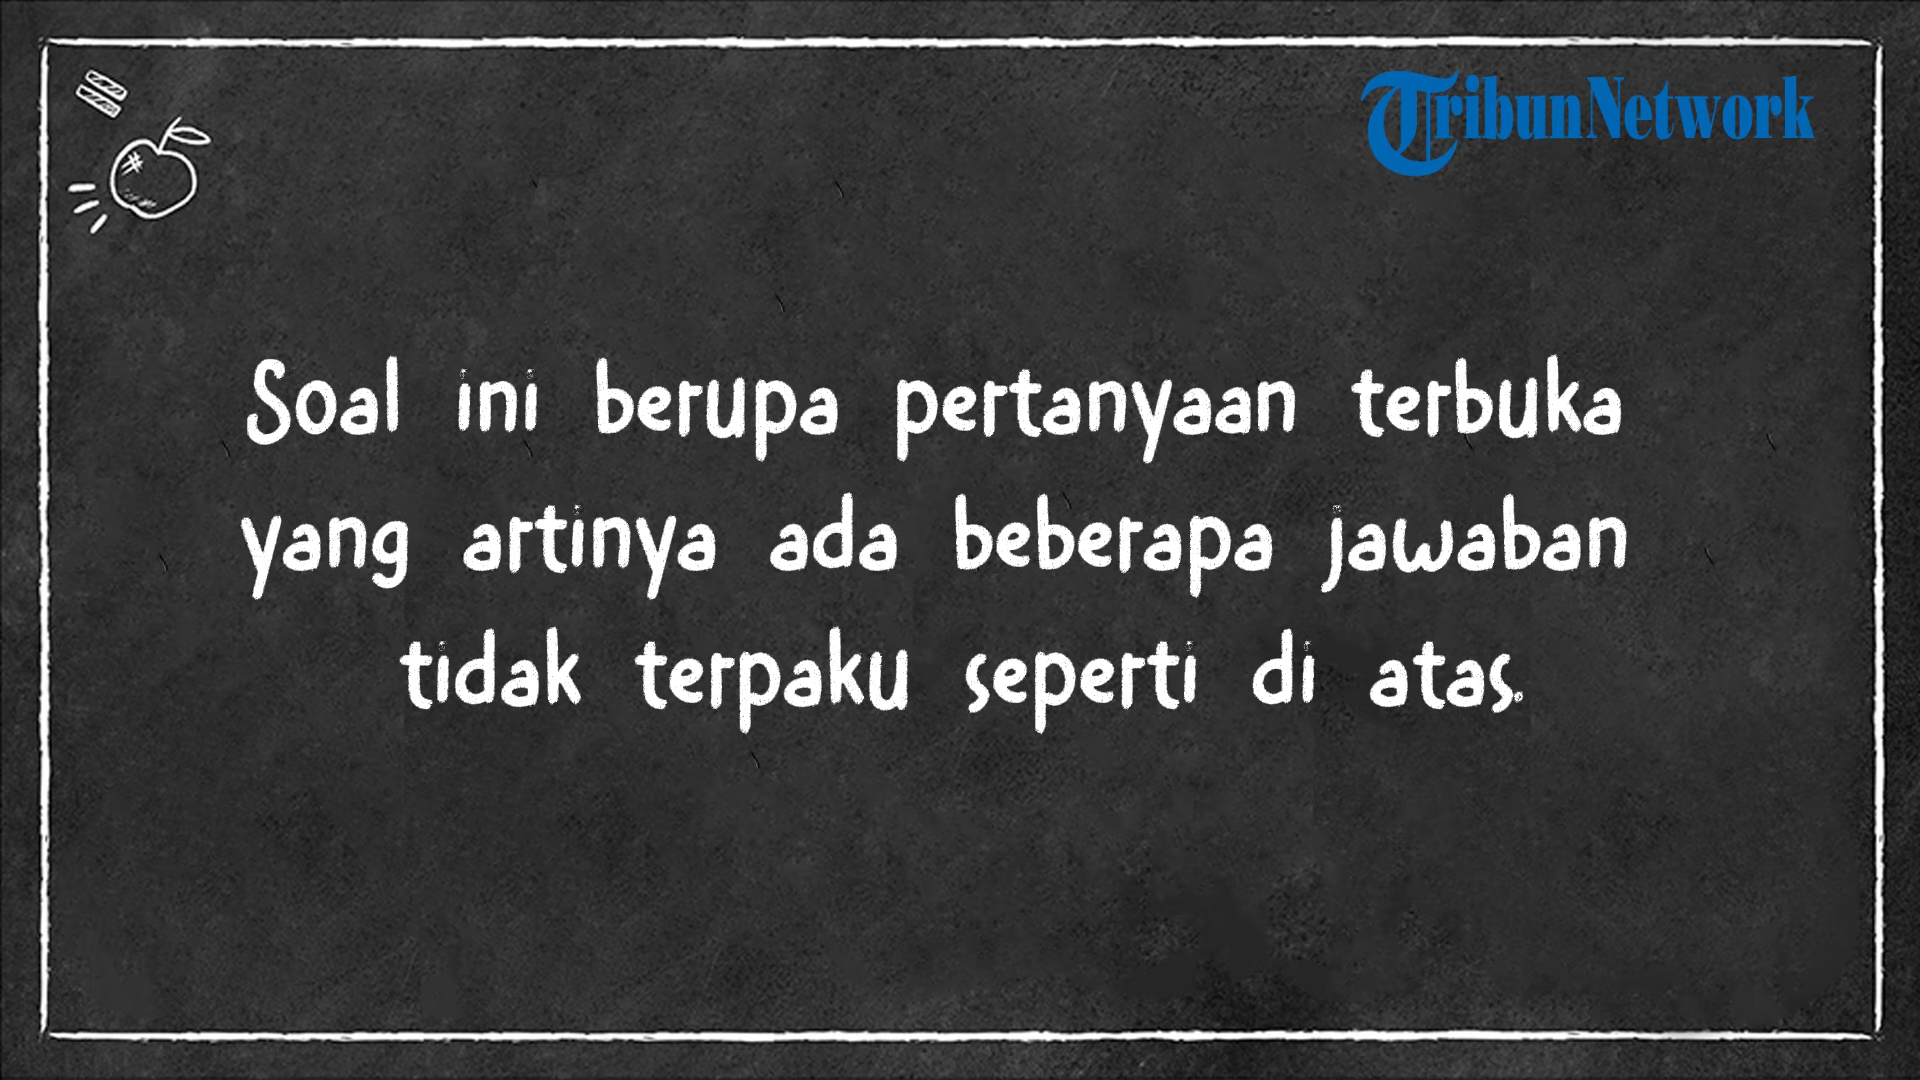 TribunNetwork
Soal ini berupa pertanyaan terbuka
yang artinya ada beberapa jawaban
tidak terpaku seperti di atas.